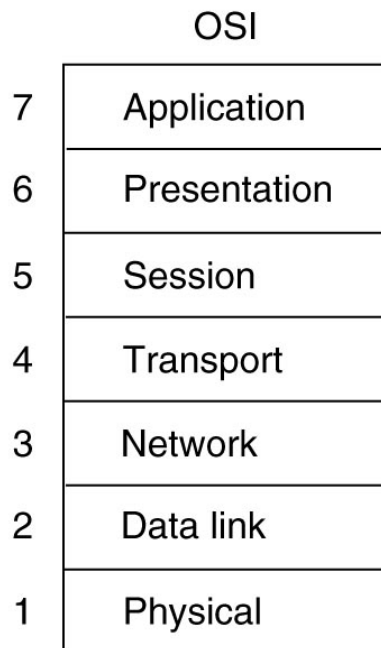 OSI
7 Application
6 Presentation
5 Session
4 Transport
3 Network
2 Data link
1 Physical